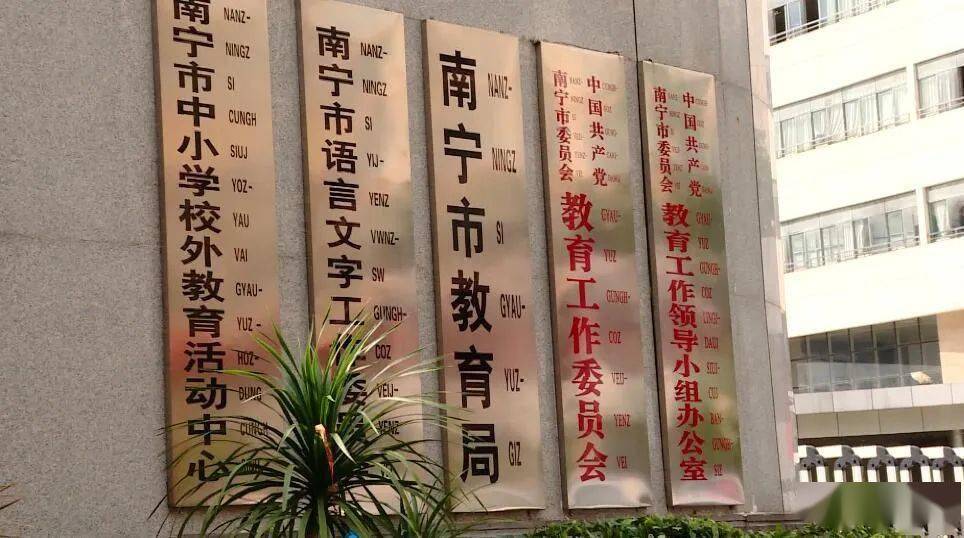 南宁市中小学校外教育活动中心
NANZ-
NINGZ
SI
CUNGH
SIUJ
YOZ-
YAU
VAI
GYAU-
YUZ
HOZ-
DUNG
CUNGH
南宁市语言文字工
NANZ-
NINGZ
SI
YIJ-
YENZ
VWNZ-
SW
GUNGH-
COZ
VEIJ-
YENZ
南宁市教育局
NANZ-
NINGZ
SI
GYAU-
YUZ-
GIZ
中国共产党
南宁市委员会
教育工作委员会
GYAU-
YUZ
GUNGH-
COZ
VEIJ-
YENZ
VEI
中国共产党
南宁市委员会
教育工作领导小组办公室
GYAU-
YUZ
GUNGH-
COZ
LINGJ-
DAUJ
SIUJ-
CUJ
BAN-
GUNGH-
SIZ